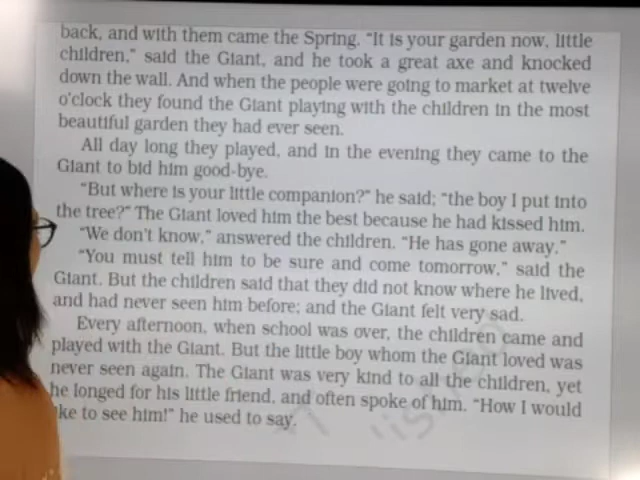 back, and with them came the Spring. "It is your garden now, little
children," said the Giant, and he took a great axe and knocked
down the wall. And when the people were going to market at twelve
o'clock they found the Giant playing with the children in the most
beautiful garden they had ever seen.
All day long they played, and in the evening they came to the
Giant to bid him good-bye.
"But where is your little companion?" he said; "the boy I put into
the tree?" The Giant loved him the best because he had kissed him.
"We don't know," answered the children. "He has gone away."
"You must tell him to be sure and come tomorrow," said the
Giant. But the children said that they did not know where he lived,
and had never seen him before; and the Giant felt very sad.
Every afternoon, when school was over, the children came and
played with the Giant. But the little boy whom the Giant loved was
never seen again. The Giant was very kind to all the children, yet
he longed for his little friend, and often spoke of him. "How I would
ke to see him!" he used to say.